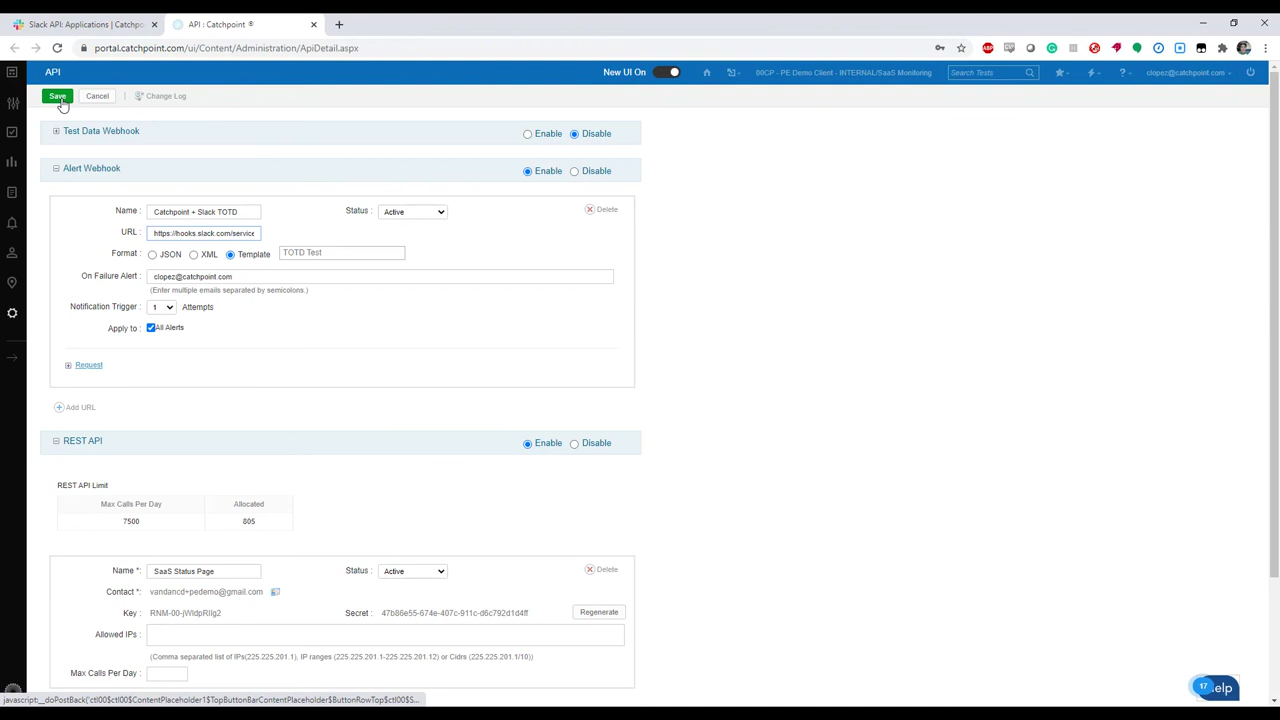 Slack API: Applications | Catchpo
API : Catchpoint ®
portal.catchpoint.com/ui/Content/Administration/ApiDetail.aspx
ABP
API
New UI On
00CP - PE Demo Client - INTERNAL/SaaS Monitoring
Search Tests
clopez@catchpoint.com
Save
Cancel
Change Log
Test Data Webhook
Enable
Disable
Alert Webhook
Enable
Disable
Name :
Catchpoint + Slack TOTD
Status :
Active
Delete
URL :
https://hooks.slack.com/service
Format :
JSON
XML
Template
TOTD Test
On Failure Alert :
clopez@catchpoint.com
(Enter multiple emails separated by semicolons.)
Notification Trigger :
1
Attempts
Apply to :
All Alerts
Request
Add URL
REST API
Enable
Disable
REST API Limit
Max Calls Per Day
Allocated
7500
805
Name *:
SaaS Status Page
Status :
Active
Delete
Contact *:
vandancd+pedemo@gmail.com
Key :
Secret :
47b86e55-674e-407c-911c-d6c792d1d4ff
Regenerate
Allowed IPs :
(Comma separated list of IPs(225.225.201.1), IP ranges (225.225.201.1-225.225.201.12) or Cidrs (225.225.201.1/10))
Max Calls Per Day :
17
elp
javascript:__doPostBack('ctl00$ctl00$ContentPlaceholder1$TopButtonBarContentPlaceholder$ButtonRowTop$ctl00$S...